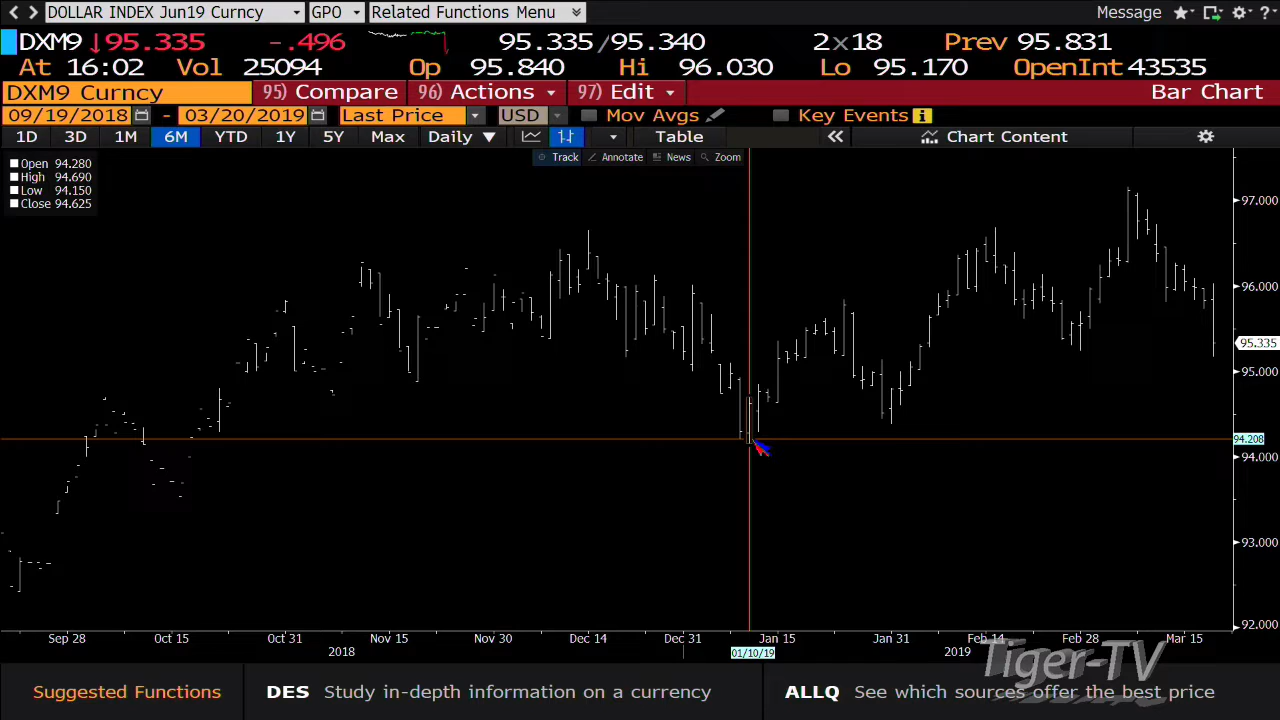 DOLLAR INDEX Jun19 Curncy GPO Related Functions Menu Message ?
DXM9 ↓95.335 -.496 95.335/95.340 2x18 Prev 95.831
At 16:02 Vol 25094 Op 95.840 Hi 96.030 Lo 95.170 OpenInt 43535
DXM9 Curncy 95) Compare 96) Actions 97) Edit Bar Chart
09/19/2018 - 03/20/2019 Last Price USD Mov Avgs Key Events i
1D 3D 1M 6M YTD 1Y 5Y Max Daily ▼ Table « Chart Content
Track Annotate News Zoom
Open 94.280
High 94.690
Low 94.150
Close 94.625
97.000
96.000
95.335
95.000
94.208
94.000
93.000
92.000
Sep 28 Oct 15 Oct 31 Nov 15 Nov 30 Dec 14 Dec 31 Jan 15 Jan 31 Feb 14 Feb 28 Mar 15
2018 01/10/19 2019
Tiger-TV
Suggested Functions DES Study in-depth information on a currency ALLQ See which sources offer the best price